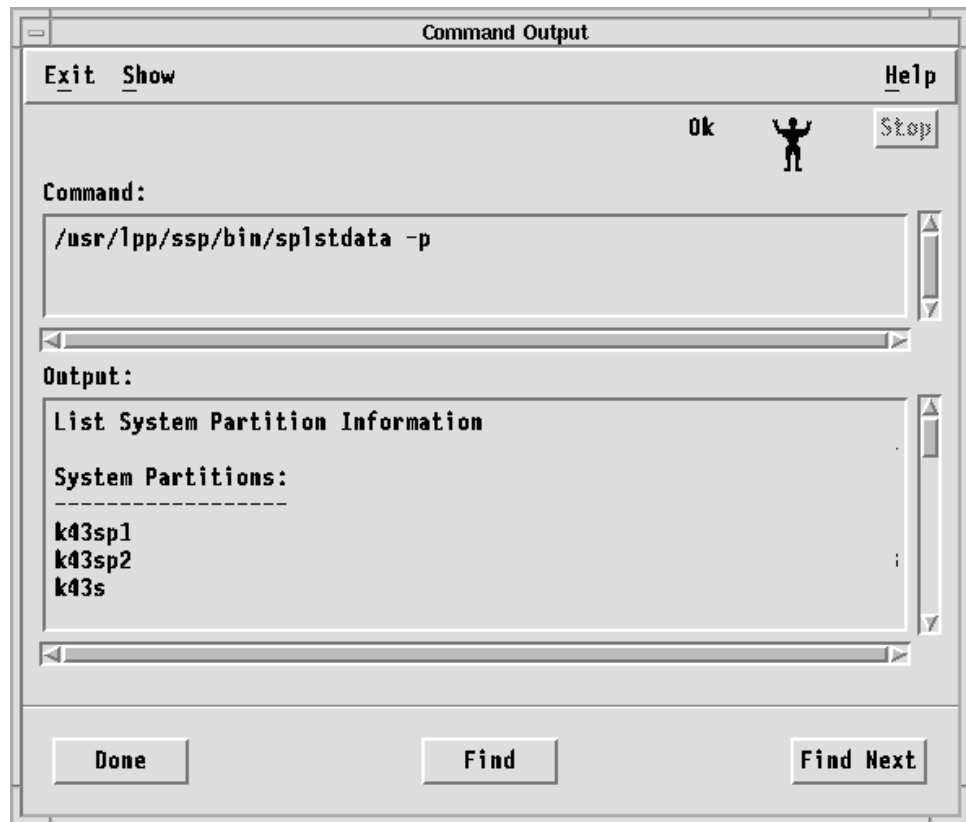 Command Output
Exit Show Help
Ok Stop
Command:
/usr/lpp/ssp/bin/splstdata -p
Output:
List System Partition Information
System Partitions:
------------------
k43sp1
k43sp2
k43s
Done Find Find Next